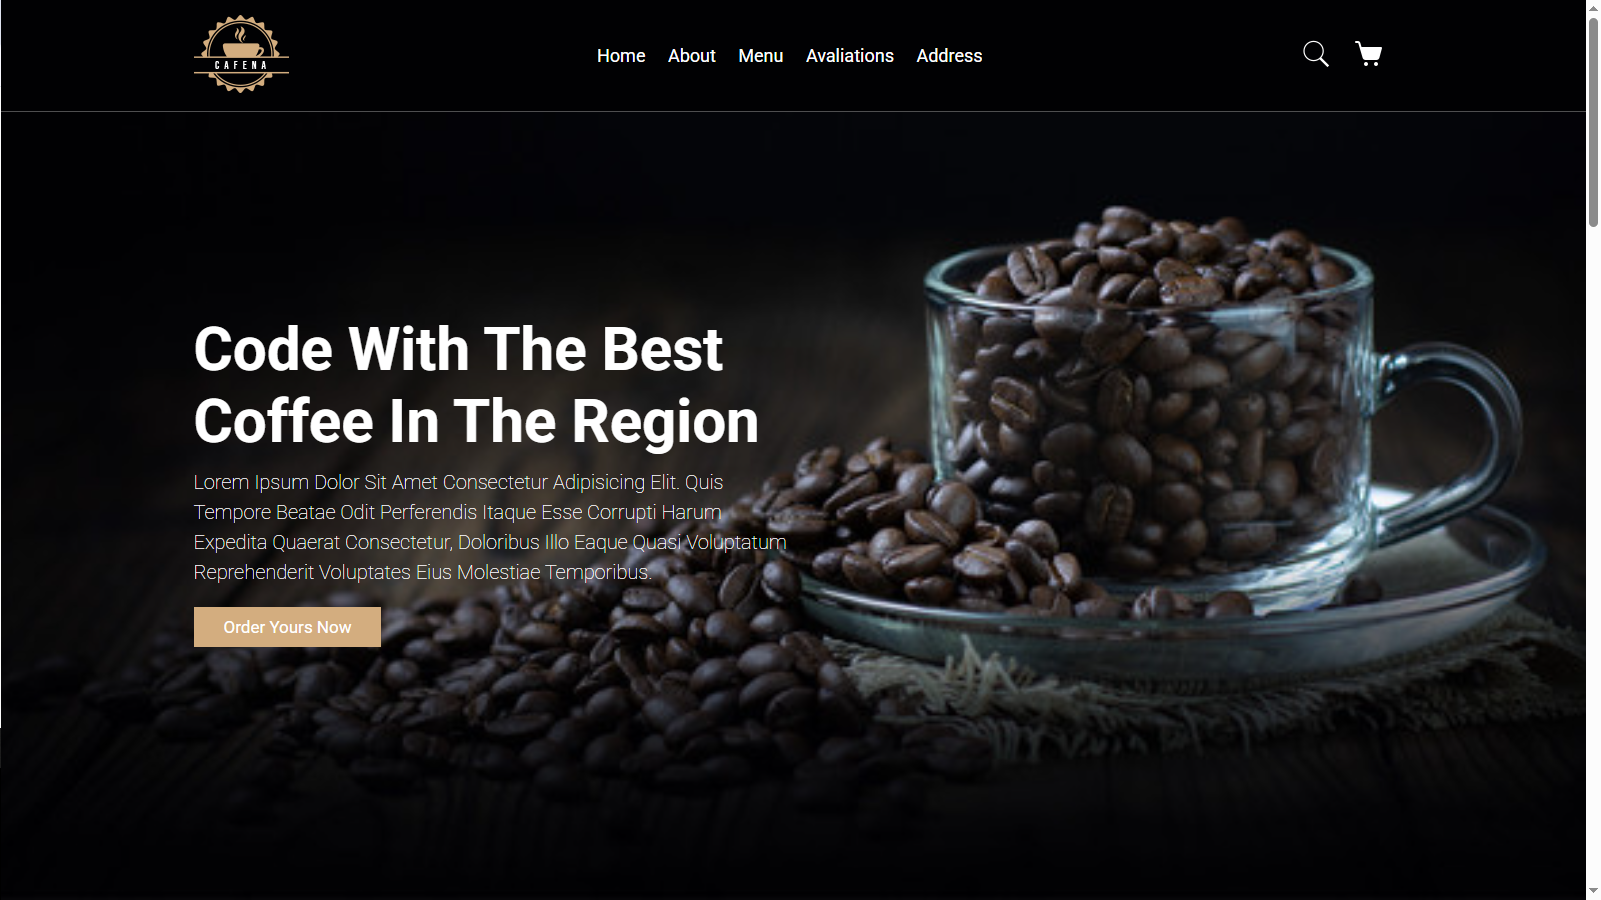 CAFENA
Home About Menu Avaliations Address
Code With The Best
Coffee In The Region
Lorem Ipsum Dolor Sit Amet Consectetur Adipisicing Elit. Quis
Tempore Beatae Odit Perferendis Itaque Esse Corrupti Harum
Expedita Quaerat Consectetur, Doloribus Illo Eaque Quasi Voluptatum
Reprehenderit Voluptates Eius Molestiae Temporibus.
Order Yours Now